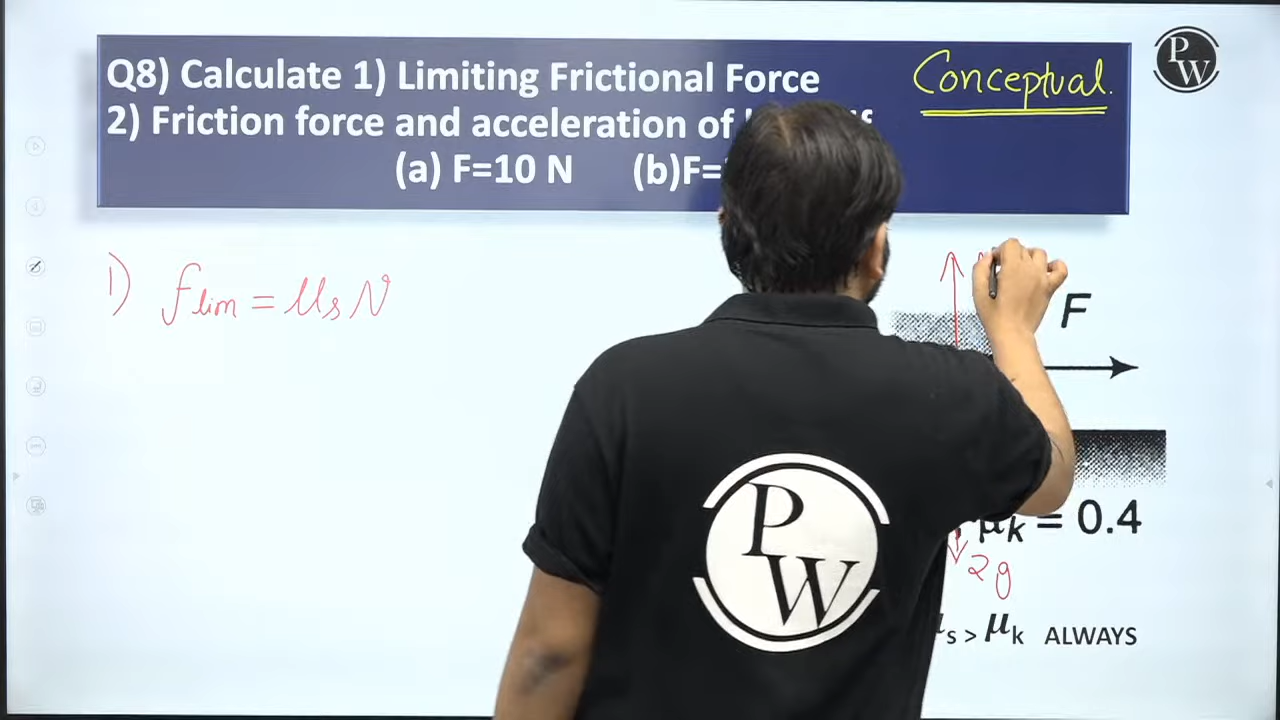 Q8) Calculate 1) Limiting Frictional Force
Conceptual.
2) Friction force and acceleration of
(a) F=10 N (b)F=
PW
1) flim = μs N
F
μk = 0.4
2g
μs > μk ALWAYS
PW